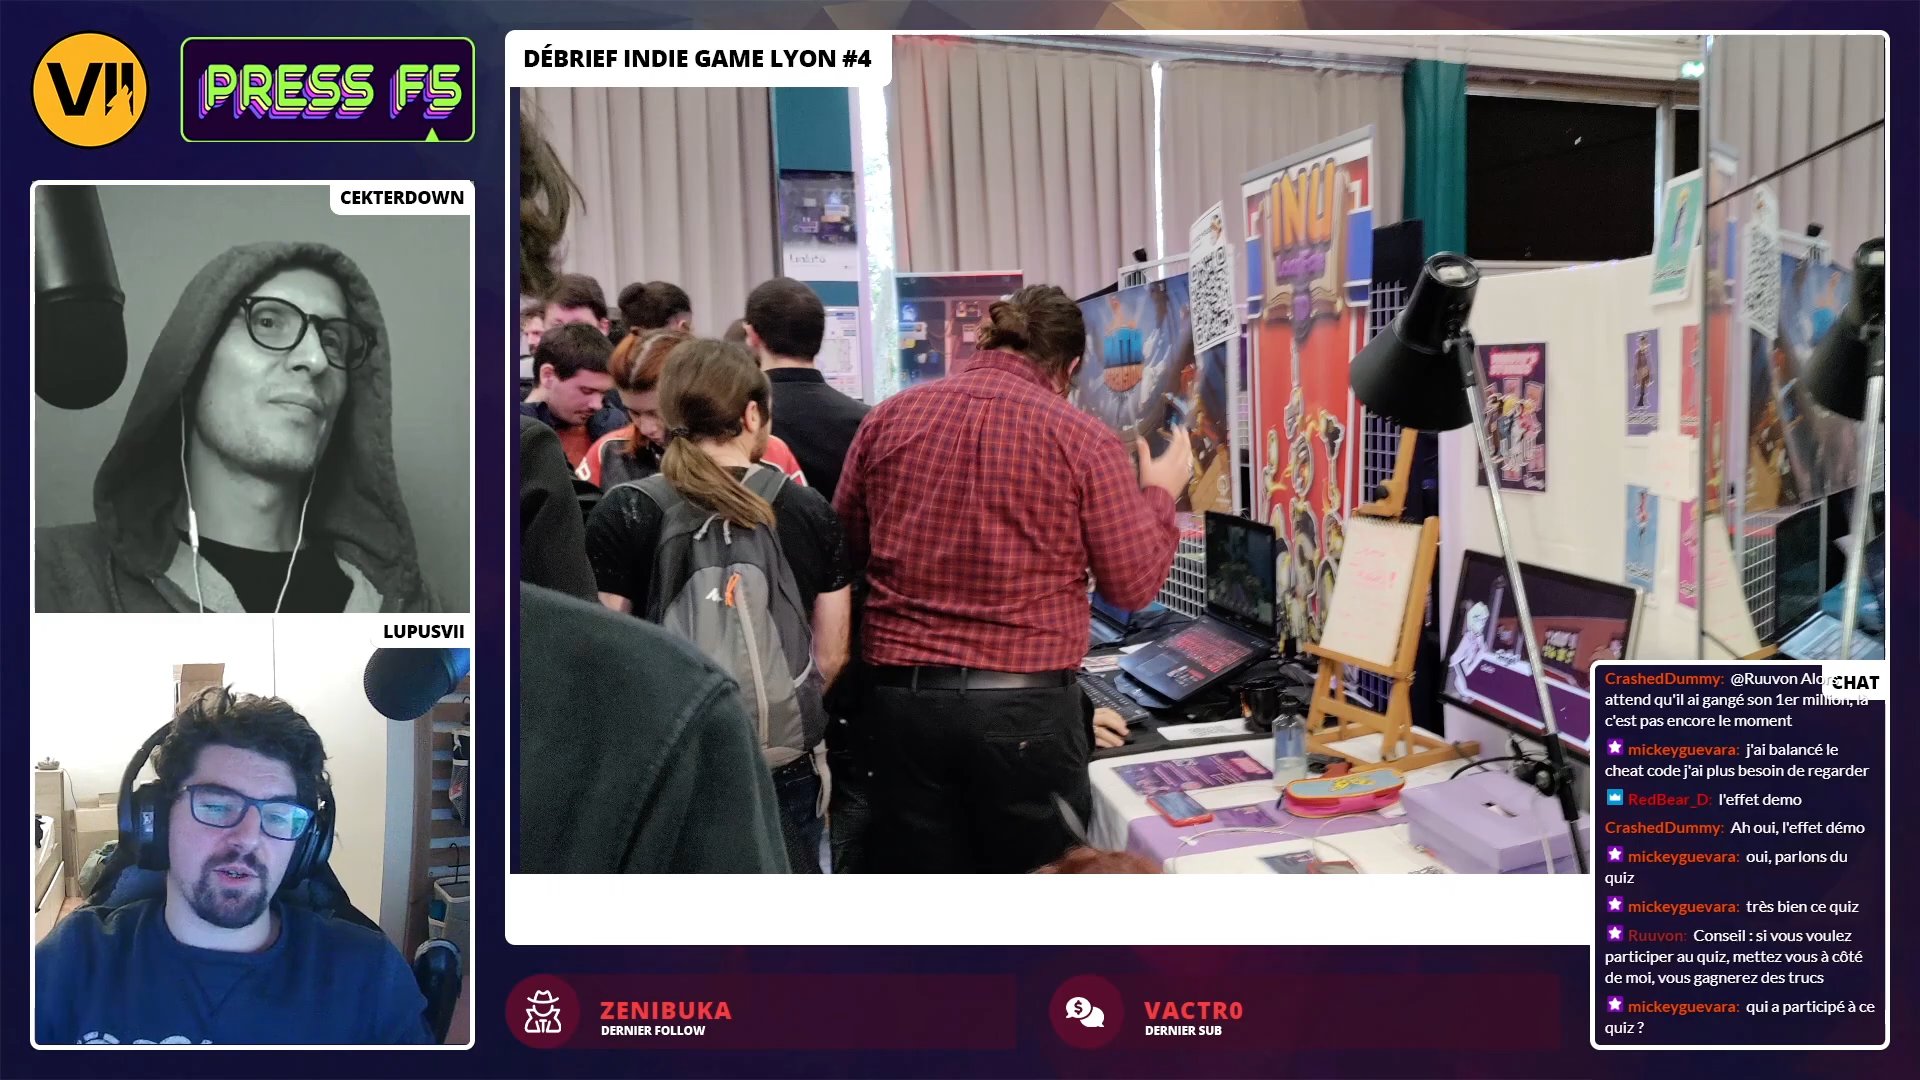 VII
PRESS F5
DÉBRIEF INDIE GAME LYON #4
CEKTERDOWN
LUPUSVII
INU
CHAT
CrashedDummy: @Ruuvon Alors
attend qu'il ai gangé son 1er million, là
c'est pas encore le moment
mickeyguevara: j'ai balancé le
cheat code j'ai plus besoin de regarder
RedBear_D: l'effet demo
CrashedDummy: Ah oui, l'effet démo
mickeyguevara: oui, parlons du
quiz
mickeyguevara: très bien ce quiz
Ruuvon: Conseil : si vous voulez
participer au quiz, mettez vous à côté
de moi, vous gagnerez des trucs
mickeyguevara: qui a participé à ce
quiz ?
ZENIBUKA
DERNIER FOLLOW
VACTR0
DERNIER SUB